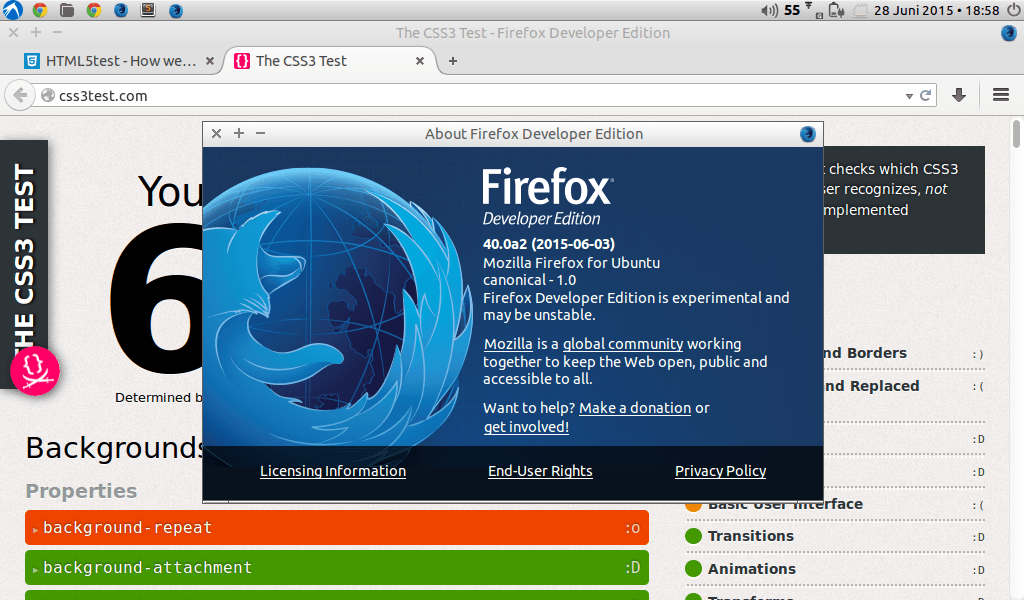 55
28 Juni 2015 • 18:58
The CSS3 Test - Firefox Developer Edition
HTML5test - How we...
The CSS3 Test
css3test.com
About Firefox Developer Edition
THE CSS3 TEST
You
6
Determined b
Firefox
Developer Edition
40.0a2 (2015-06-03)
Mozilla Firefox for Ubuntu
canonical - 1.0
Firefox Developer Edition is experimental and
may be unstable.
Mozilla is a global community working
together to keep the Web open, public and
accessible to all.
Want to help? Make a donation or
get involved!
Licensing Information
End-User Rights
Privacy Policy
t checks which CSS3
ser recognizes, not
mplemented
nd Borders :)
nd Replaced :(
:D
:D
Basic User Interface :(
Transitions :D
Animations :D
Transforms
Backgrounds
Properties
background-repeat :o
background-attachment :D